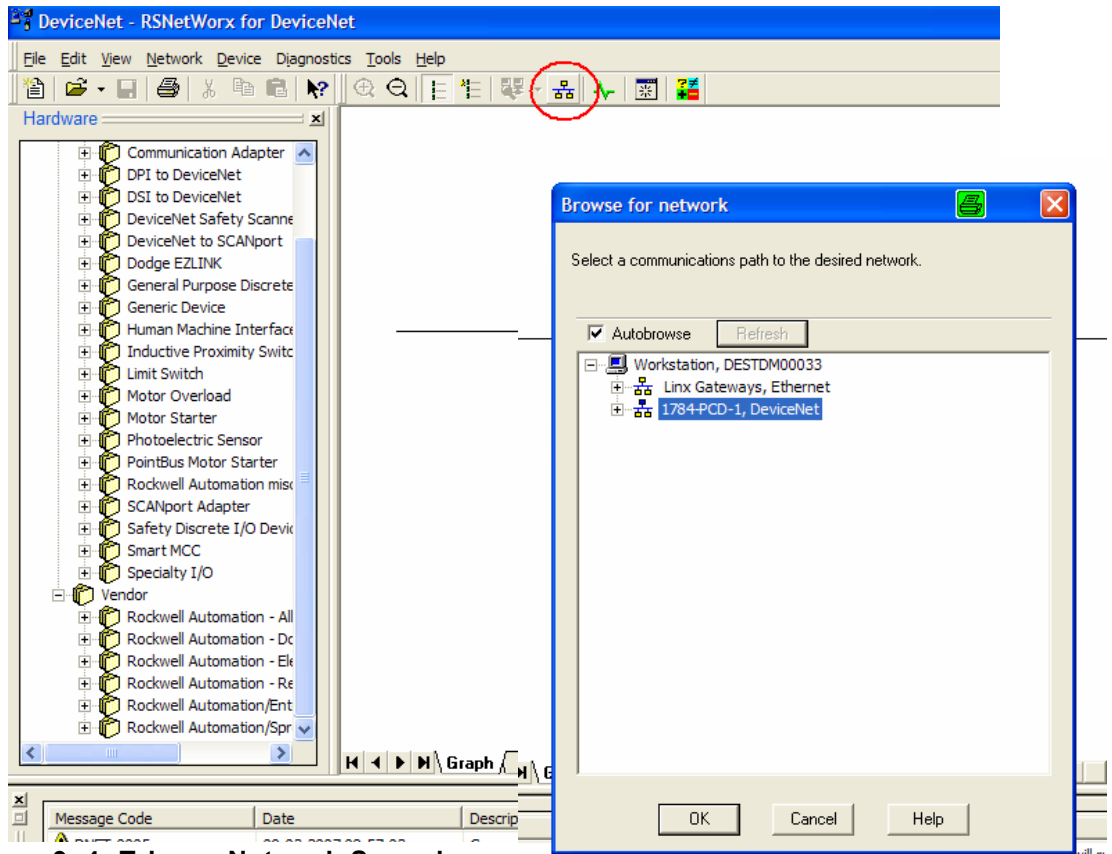 DeviceNet - RSNetWorx for DeviceNet
File Edit View Network Device Diagnostics Tools Help
Hardware
Communication Adapter
DPI to DeviceNet
DSI to DeviceNet
DeviceNet Safety Scanne
DeviceNet to SCANport
Dodge EZLINK
General Purpose Discrete
Generic Device
Human Machine Interface
Inductive Proximity Switc
Limit Switch
Motor Overload
Motor Starter
Photoelectric Sensor
PointBus Motor Starter
Rockwell Automation misc
SCANport Adapter
Safety Discrete I/O Devic
Smart MCC
Specialty I/O
Vendor
Rockwell Automation - All
Rockwell Automation - Do
Rockwell Automation - Ele
Rockwell Automation - Re
Rockwell Automation/Ent
Rockwell Automation/Spr
Graph
Message Code Date Descrip
Browse for network
Select a communications path to the desired network.
Autobrowse Refresh
Workstation, DESTDM00033
Linx Gateways, Ethernet
1784-PCD-1, DeviceNet
OK Cancel Help